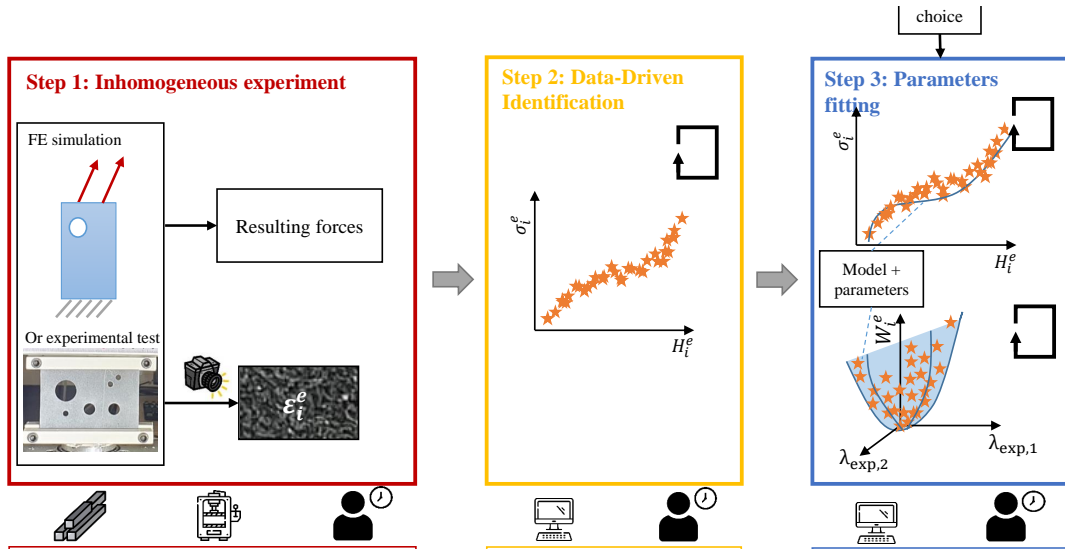 choice
Step 1: Inhomogeneous experiment
FE simulation
Resulting forces
Or experimental test
ε_i^e
Step 2: Data-Driven
Identification
σ_i^e
H_i^e
Step 3: Parameters
fitting
σ_i^e
H_i^e
Model +
parameters
W_i^e
λ_exp,1
λ_exp,2